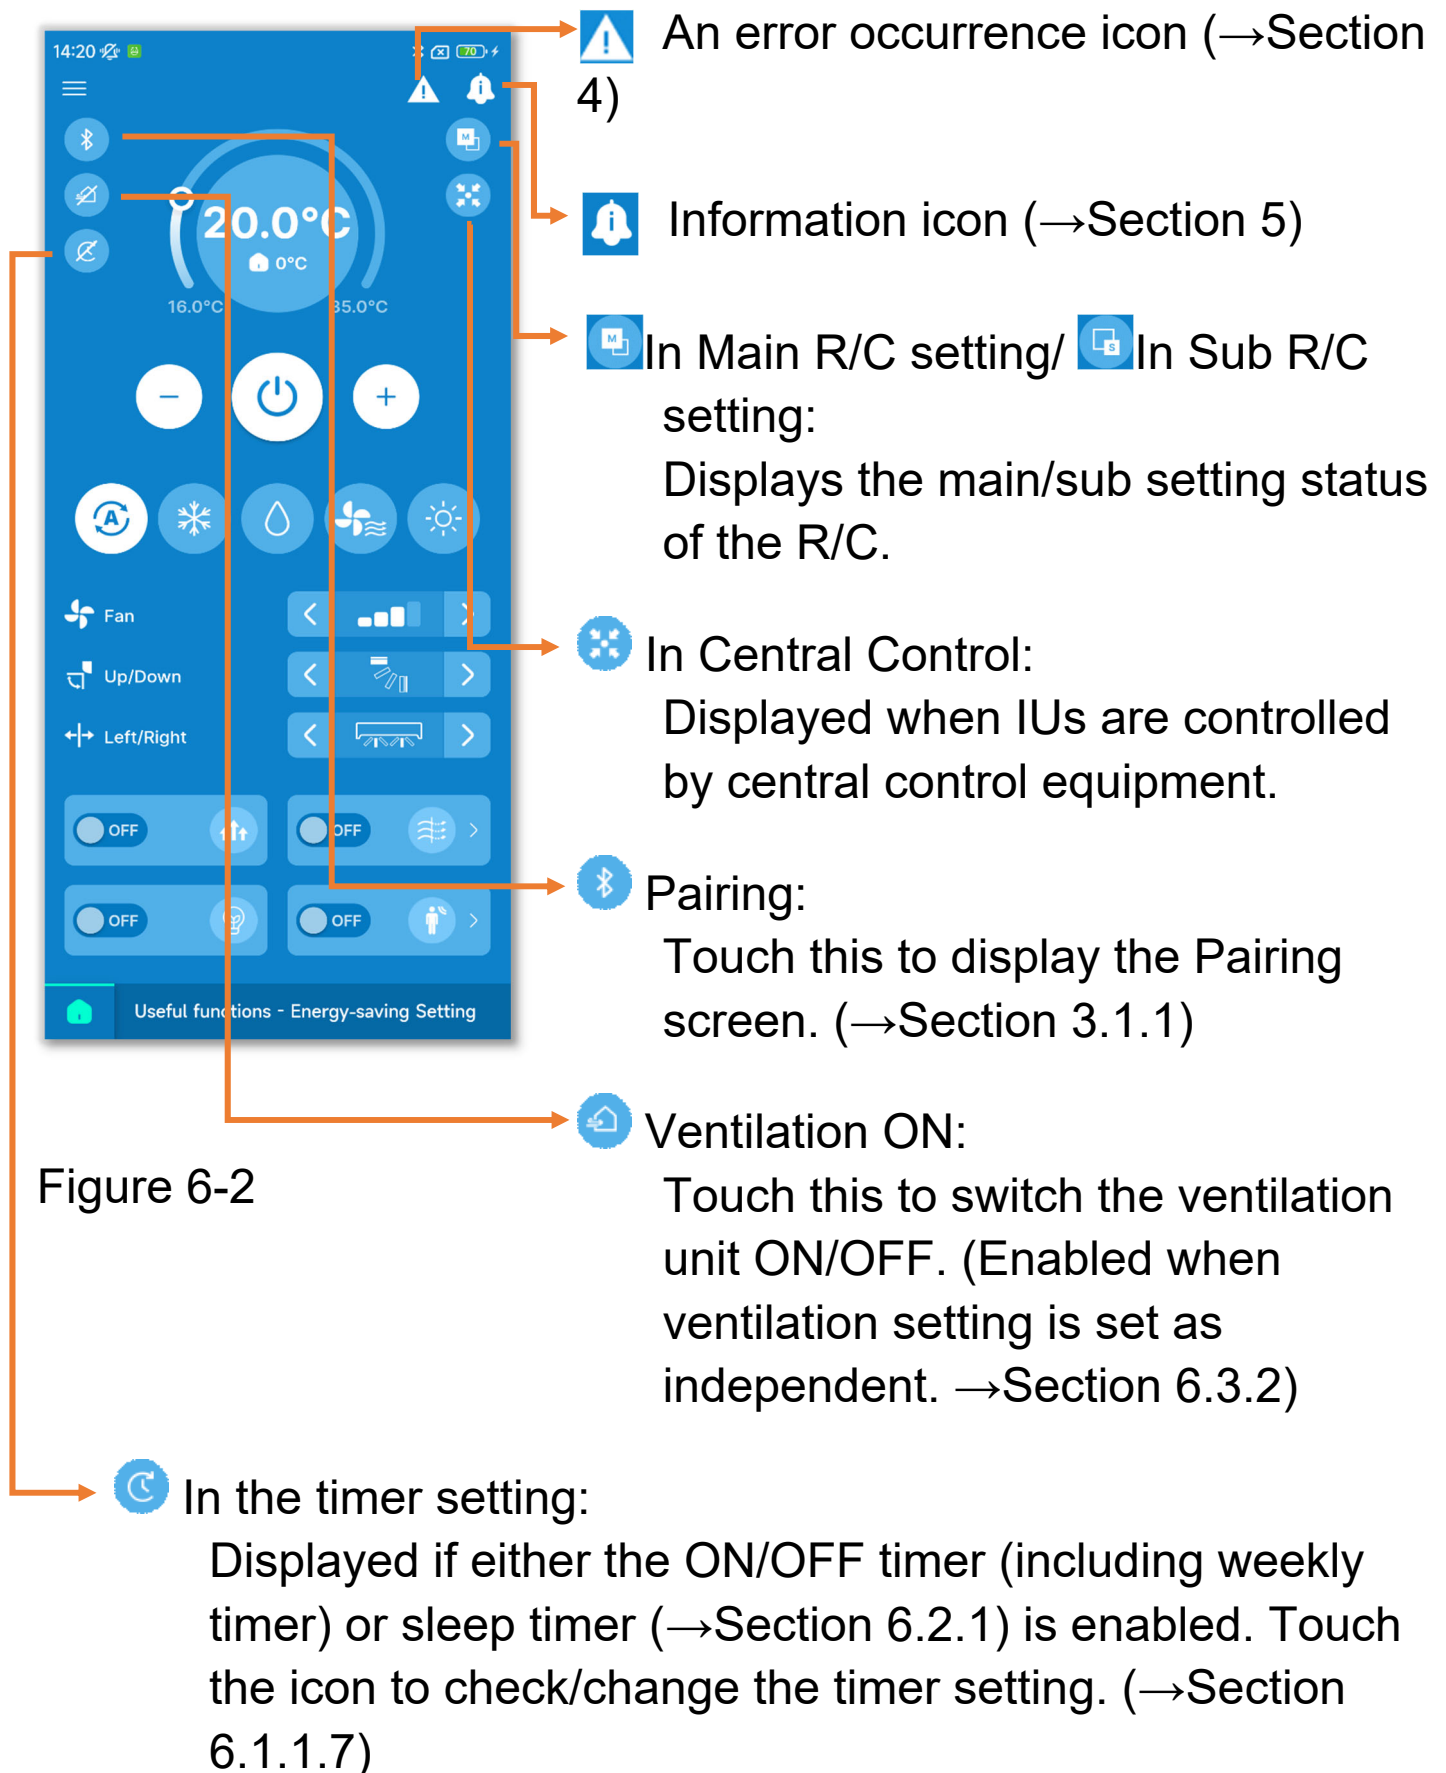 14:20
70
20.0°C
0°C
16.0°C
35.0°C
A
M
Fan
Up/Down
Left/Right
OFF
OFF
OFF
OFF
Useful functions - Energy-saving Setting
An error occurrence icon (→Section
4)
Information icon (→Section 5)
M In Main R/C setting/ S In Sub R/C
setting:
Displays the main/sub setting status
of the R/C.
In Central Control:
Displayed when IUs are controlled
by central control equipment.
Pairing:
Touch this to display the Pairing
screen. (→Section 3.1.1)
Ventilation ON:
Touch this to switch the ventilation
unit ON/OFF. (Enabled when
ventilation setting is set as
independent. →Section 6.3.2)
Figure 6-2
In the timer setting:
Displayed if either the ON/OFF timer (including weekly
timer) or sleep timer (→Section 6.2.1) is enabled. Touch
the icon to check/change the timer setting. (→Section
6.1.1.7)